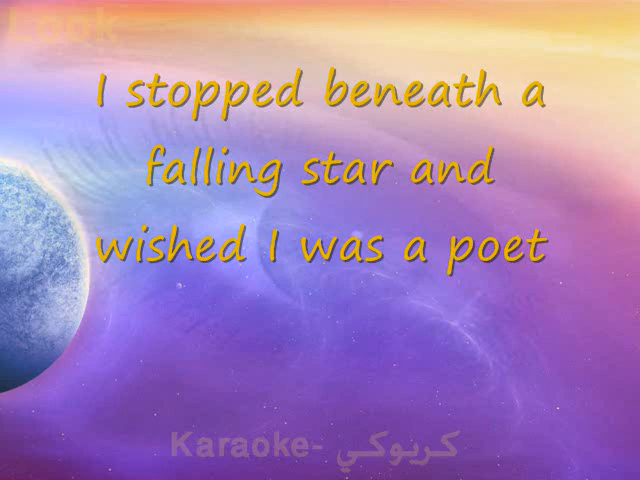 Look
I stopped beneath a
falling star and
wished I was a poet
Karaoke- كريوكي